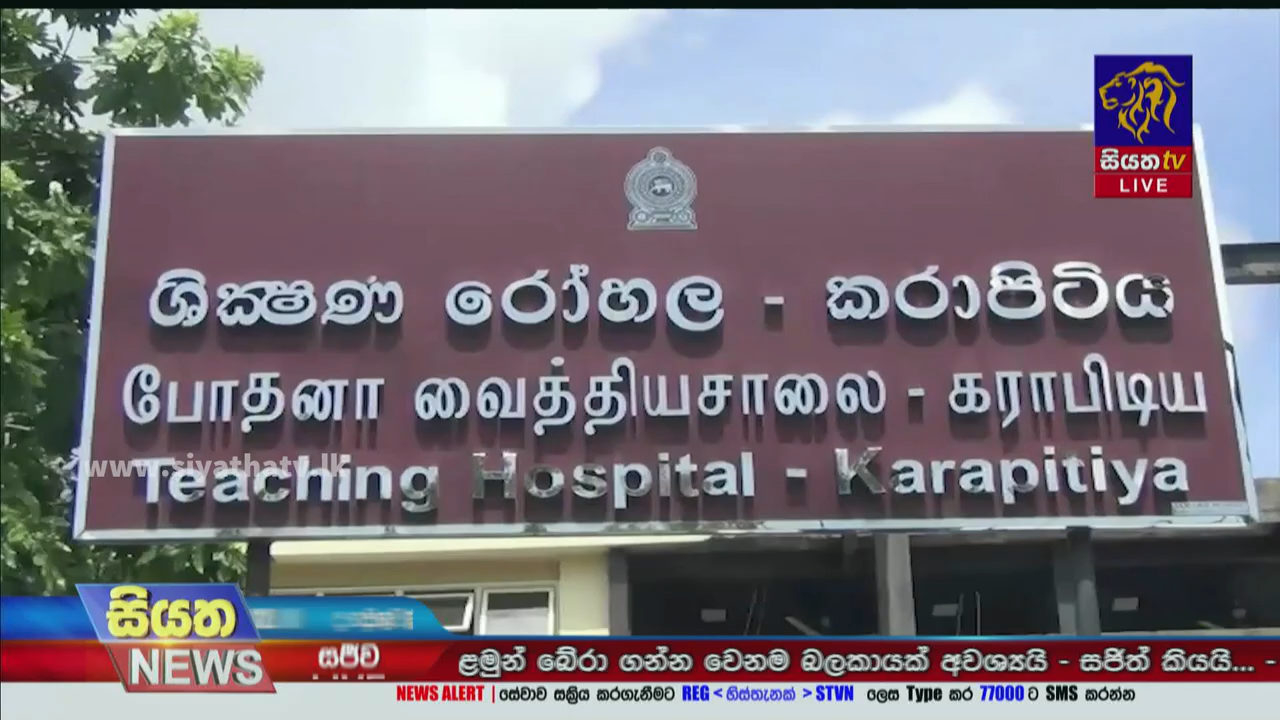 සියත tv
LIVE
ශික්ෂණ රෝහල - කරාපිටිය
போதனா வைத்தியசாலை - கராபிடிய
www.siyathatv.lk
Teaching Hospital - Karapitiya
සියත
NEWS
සජීව
ළමුන් බේරා ගන්න වෙනම බලකායක් අවශ්‍යයි - සජිත් කියයි... -
NEWS ALERT | සේවාව සක්‍රිය කරගැනීමට REG < හිස්තැනක් > STVN ලෙස Type කර 77000 ට SMS කරන්න